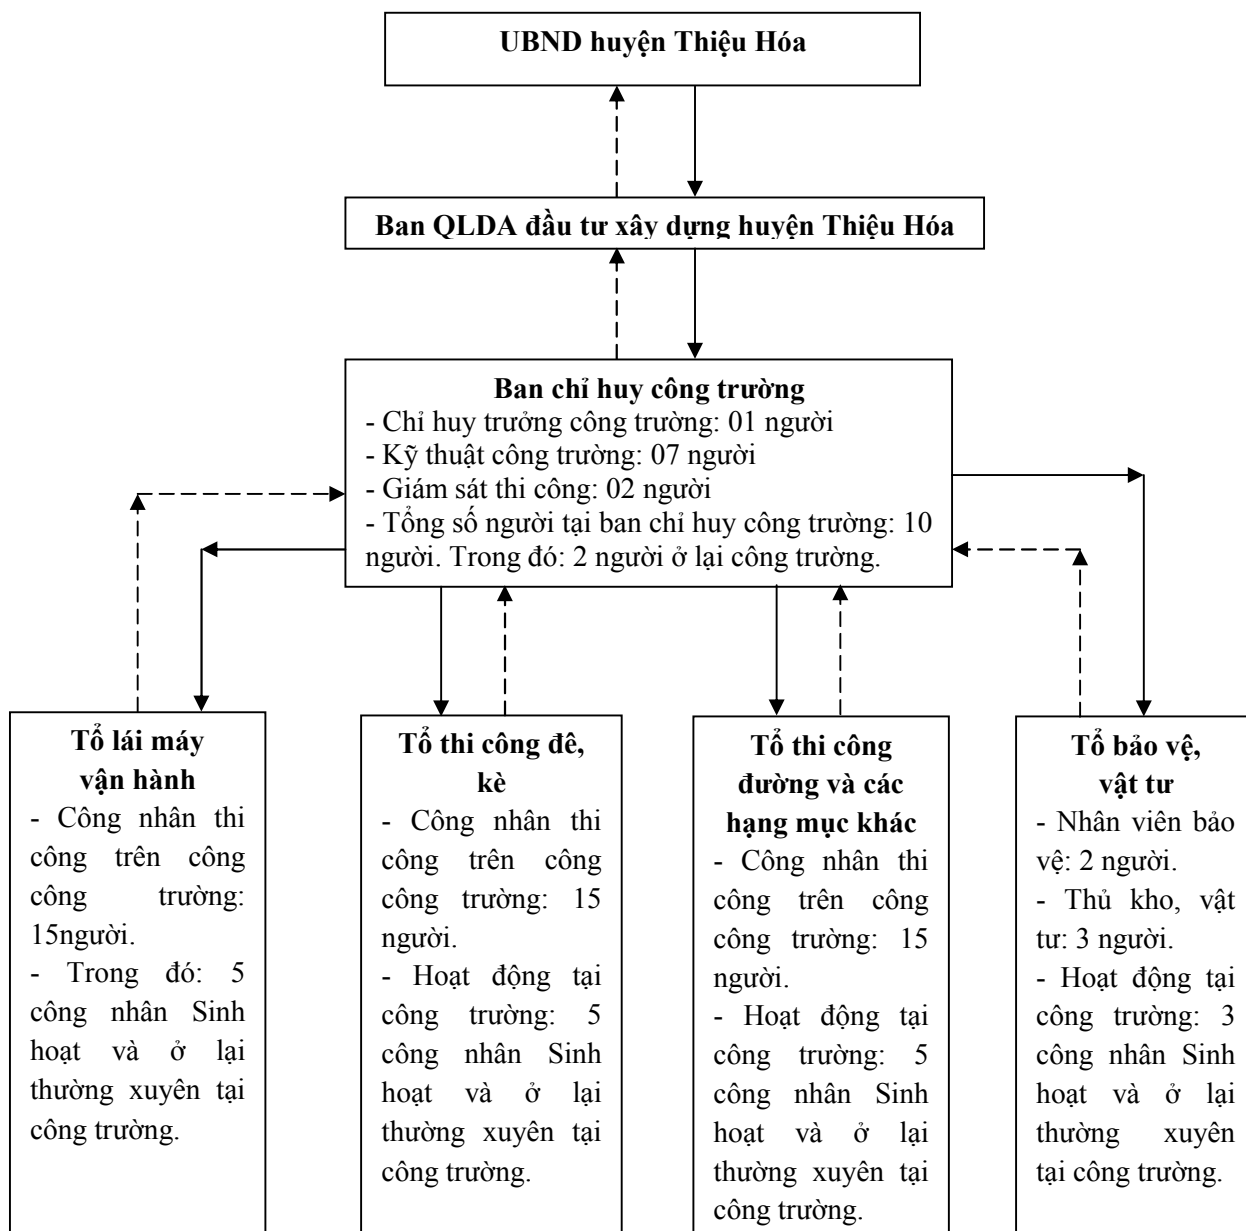 UBND huyện Thiệu Hóa
Ban QLDA đầu tư xây dựng huyện Thiệu Hóa
Ban chỉ huy công trường
- Chỉ huy trưởng công trường: 01 người
- Kỹ thuật công trường: 07 người
- Giám sát thi công: 02 người
- Tổng số người tại ban chỉ huy công trường: 10
người. Trong đó: 2 người ở lại công trường.
Tổ lái máy
vận hành
- Công nhân thi
công trên công
công trường:
15người.
- Trong đó: 5
công nhân Sinh
hoạt và ở lại
thường xuyên tại
công trường.
Tổ thi công đê,
kè
- Công nhân thi
công trên công
công trường: 15
người.
- Hoạt động tại
công trường: 5
công nhân Sinh
hoạt và ở lại
thường xuyên tại
công trường.
Tổ thi công
đường và các
hạng mục khác
- Công nhân thi
công trên công
công trường: 15
người.
- Hoạt động tại
công trường: 5
công nhân Sinh
hoạt và ở lại
thường xuyên tại
công trường.
Tổ bảo vệ,
vật tư
- Nhân viên bảo
vệ: 2 người.
- Thủ kho, vật
tư: 3 người.
- Hoạt động tại
công trường: 3
công nhân Sinh
hoạt và ở lại
thường xuyên
tại công trường.